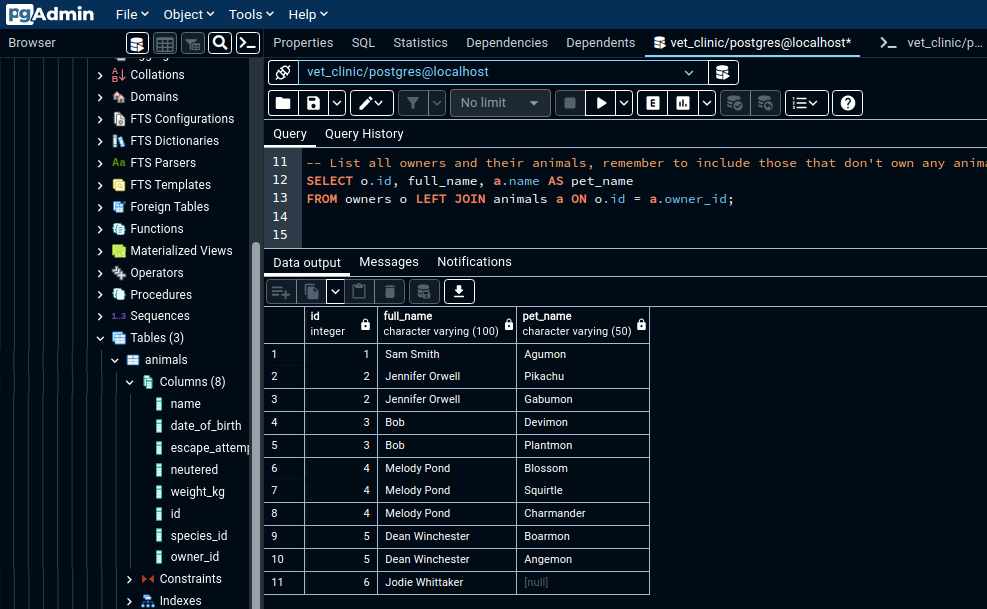 pgAdmin File Object Tools Help
Browser Properties SQL Statistics Dependencies Dependents vet_clinic/postgres@localhost* vet_clinic/p...
vet_clinic/postgres@localhost
No limit
Query Query History
11 -- List all owners and their animals, remember to include those that don't own any anima
12 SELECT o.id, full_name, a.name AS pet_name
13 FROM owners o LEFT JOIN animals a ON o.id = a.owner_id;
14
15
Collations
Domains
FTS Configurations
FTS Dictionaries
Aa FTS Parsers
FTS Templates
Foreign Tables
Functions
Materialized Views
Operators
Procedures
1..3 Sequences
Tables (3)
animals
Columns (8)
name
date_of_birth
escape_attemp
neutered
weight_kg
id
species_id
owner_id
Constraints
Indexes
Data output Messages Notifications
id full_name pet_name
integer character varying (100) character varying (50)
1 1 Sam Smith Agumon
2 2 Jennifer Orwell Pikachu
3 2 Jennifer Orwell Gabumon
4 3 Bob Devimon
5 3 Bob Plantmon
6 4 Melody Pond Blossom
7 4 Melody Pond Squirtle
8 4 Melody Pond Charmander
9 5 Dean Winchester Boarmon
10 5 Dean Winchester Angemon
11 6 Jodie Whittaker [null]